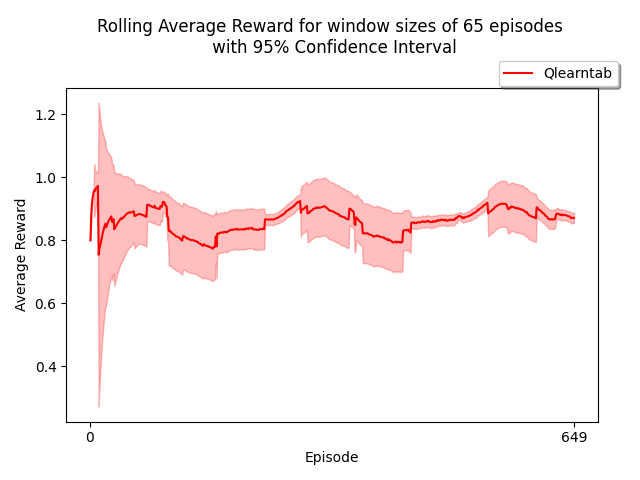 Rolling Average Reward for window sizes of 65 episodes
with 95% Confidence Interval
Qlearntab
1.2
1.0
0.8
0.6
0.4
Average Reward
0
649
Episode